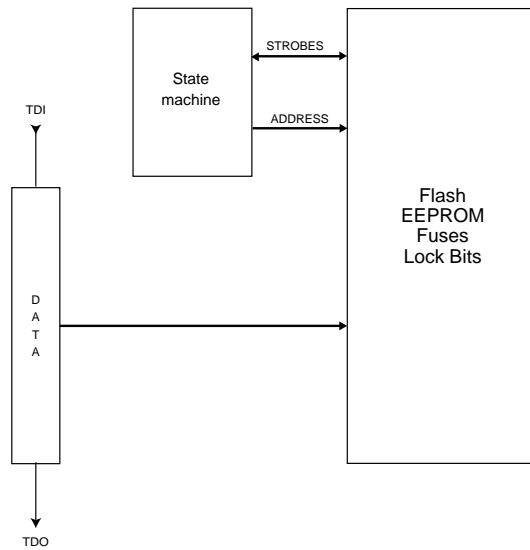 STROBES
State
machine
ADDRESS
TDI
Flash
EEPROM
Fuses
Lock Bits
D
A
T
A
TDO